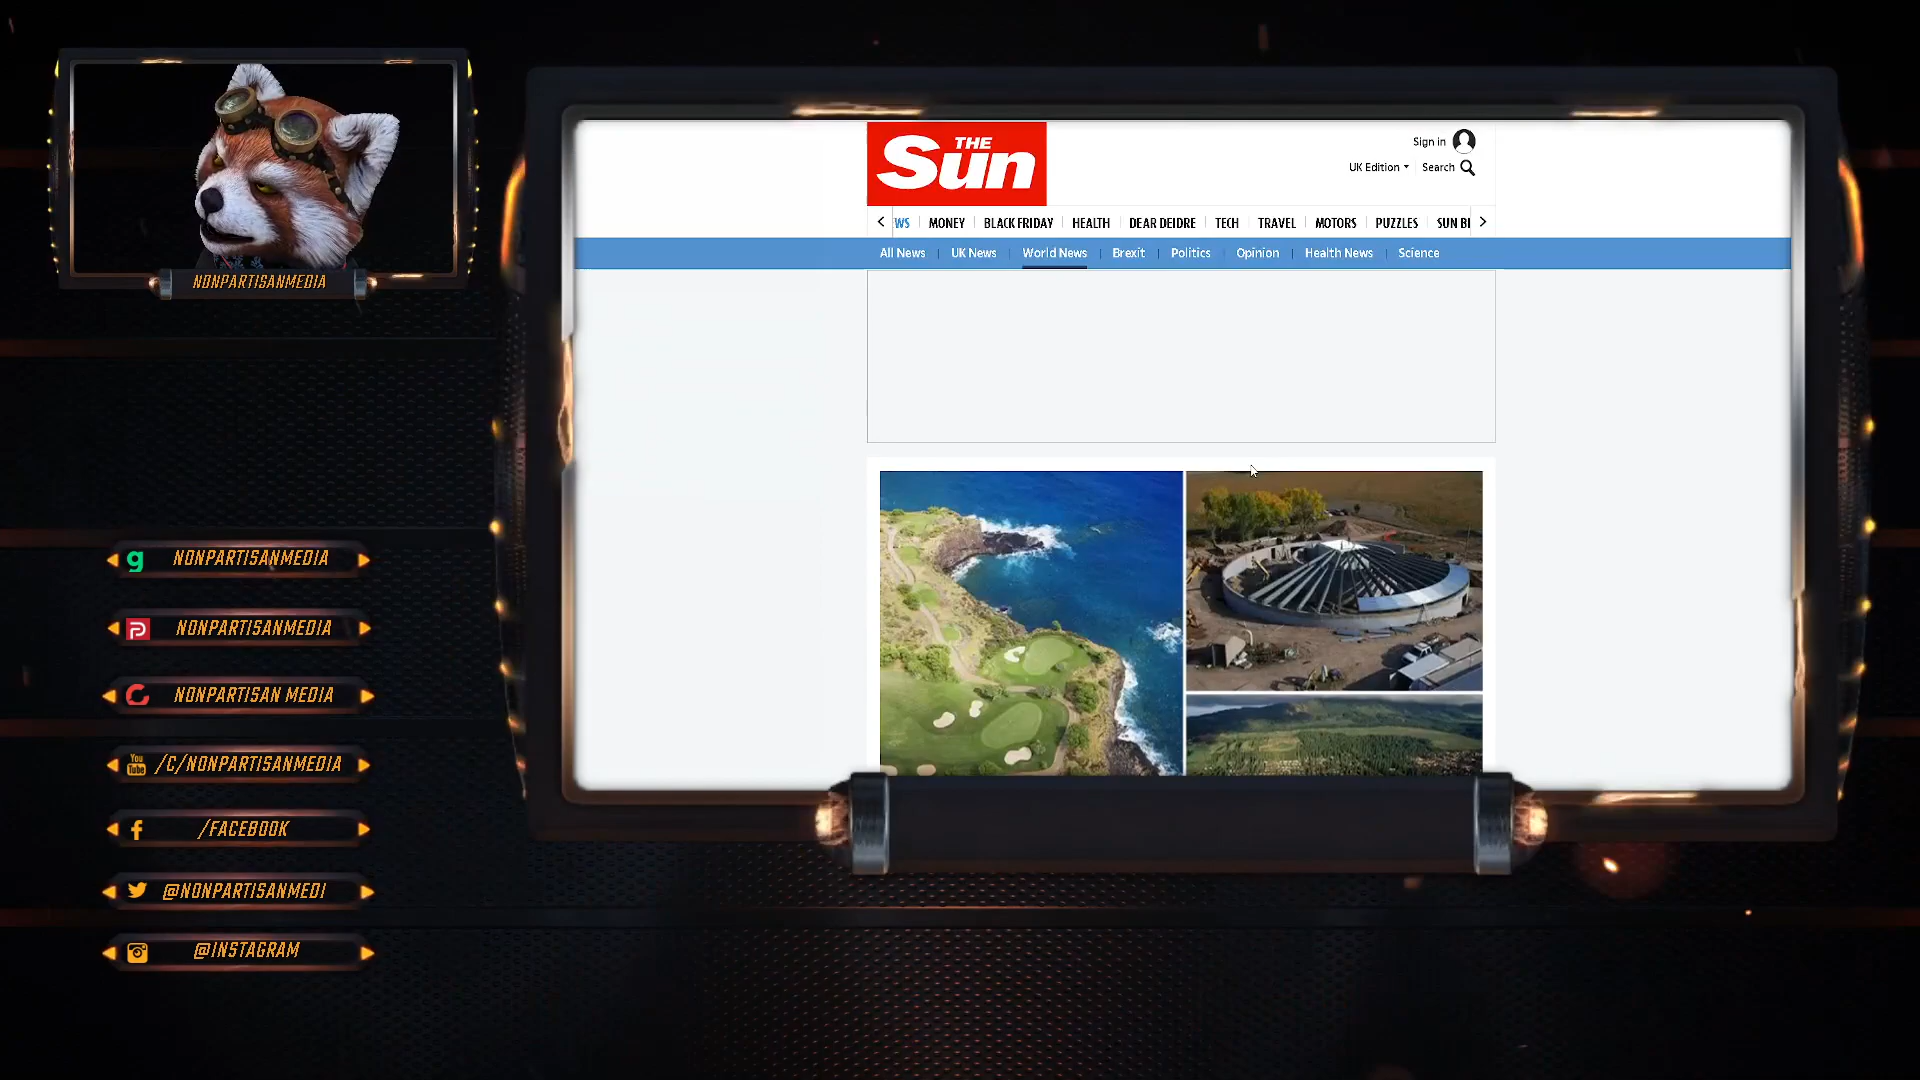 NONPARTISANMEDIA
NONPARTISANMEDIA
NONPARTISANMEDIA
NONPARTISAN MEDIA
You Tube /C/NONPARTISANMEDIA
/FACEBOOK
@NONPARTISANMEDI
@INSTAGRAM
THE
Sun
Sign in
UK Edition Search
WS MONEY BLACK FRIDAY HEALTH DEAR DEIDRE TECH TRAVEL MOTORS PUZZLES SUN BI
All News UK News World News Brexit Politics Opinion Health News Science